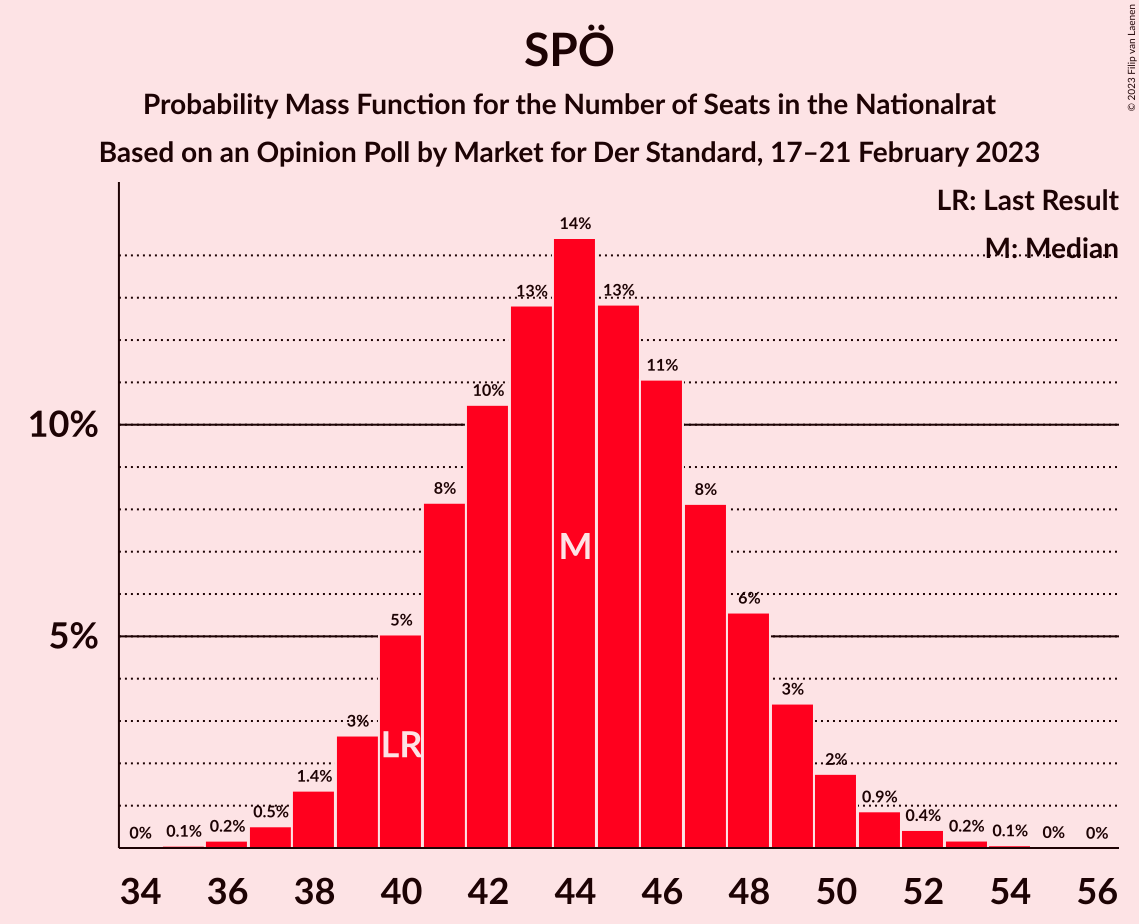 SPÖ
Probability Mass Function for the Number of Seats in the Nationalrat
Based on an Opinion Poll by Market for Der Standard, 17–21 February 2023
© 2023 Filip van Laenen
LR: Last Result
M: Median
10%
5%
0%
0.1%
0.2%
0.5%
1.4%
3%
5%
8%
10%
13%
14%
13%
11%
8%
6%
3%
2%
0.9%
0.4%
0.2%
0.1%
0%
0%
LR
M
34 36 38 40 42 44 46 48 50 52 54 56